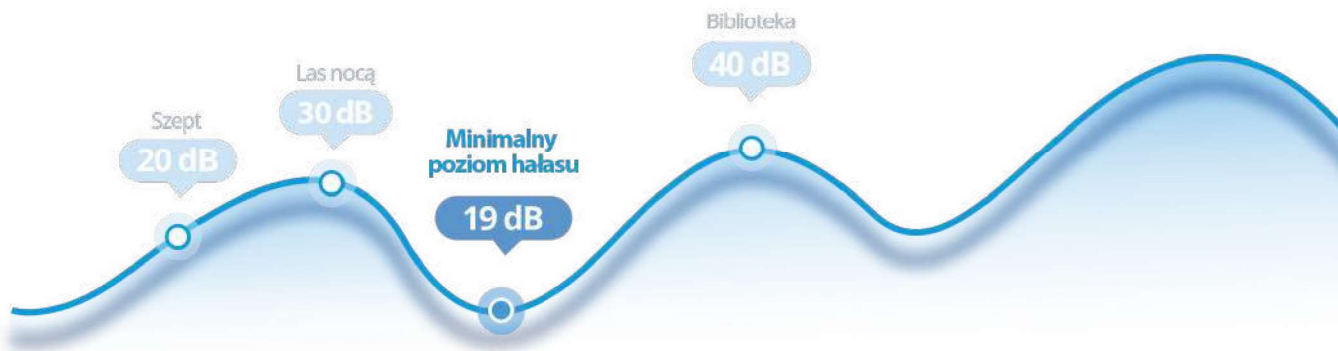 Szept
20 dB
Las nocą
30 dB
Minimalny
poziom hałasu
19 dB
Biblioteka
40 dB